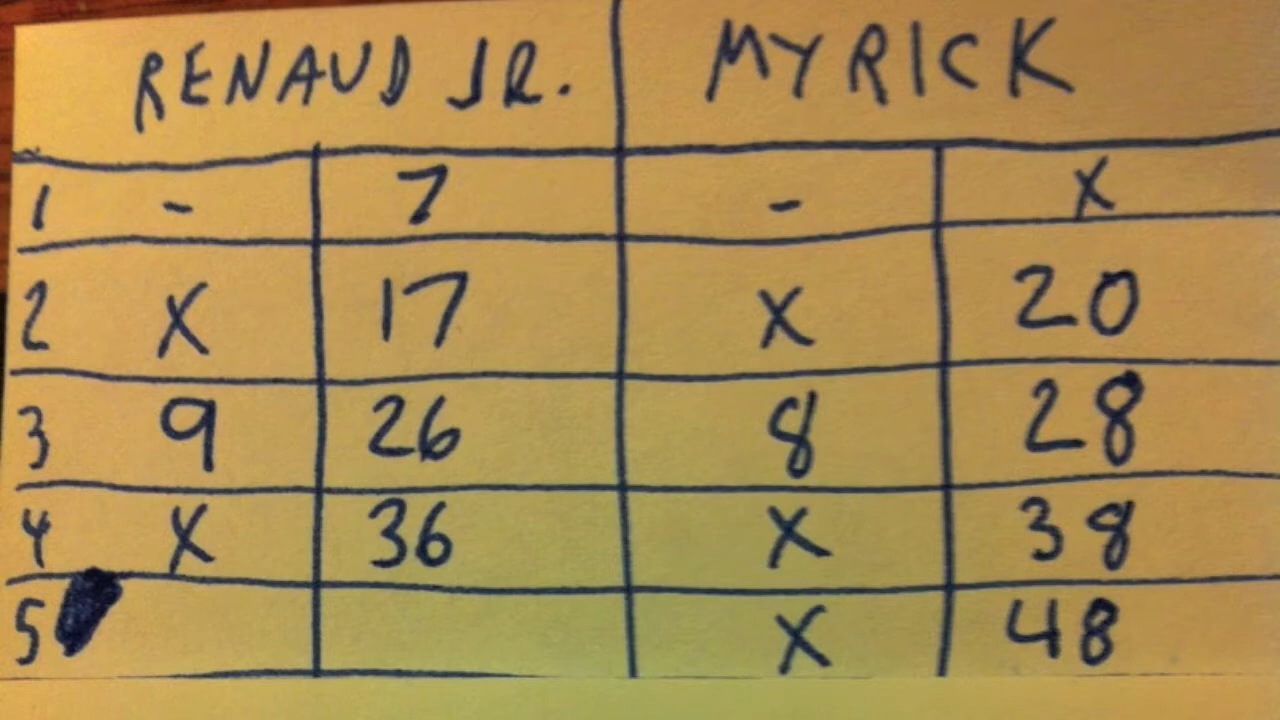 RENAUD JR. MYRICK
1 - 7 - X
2 X 17 X 20
3 9 26 8 28
4 X 36 X 38
5 X 48